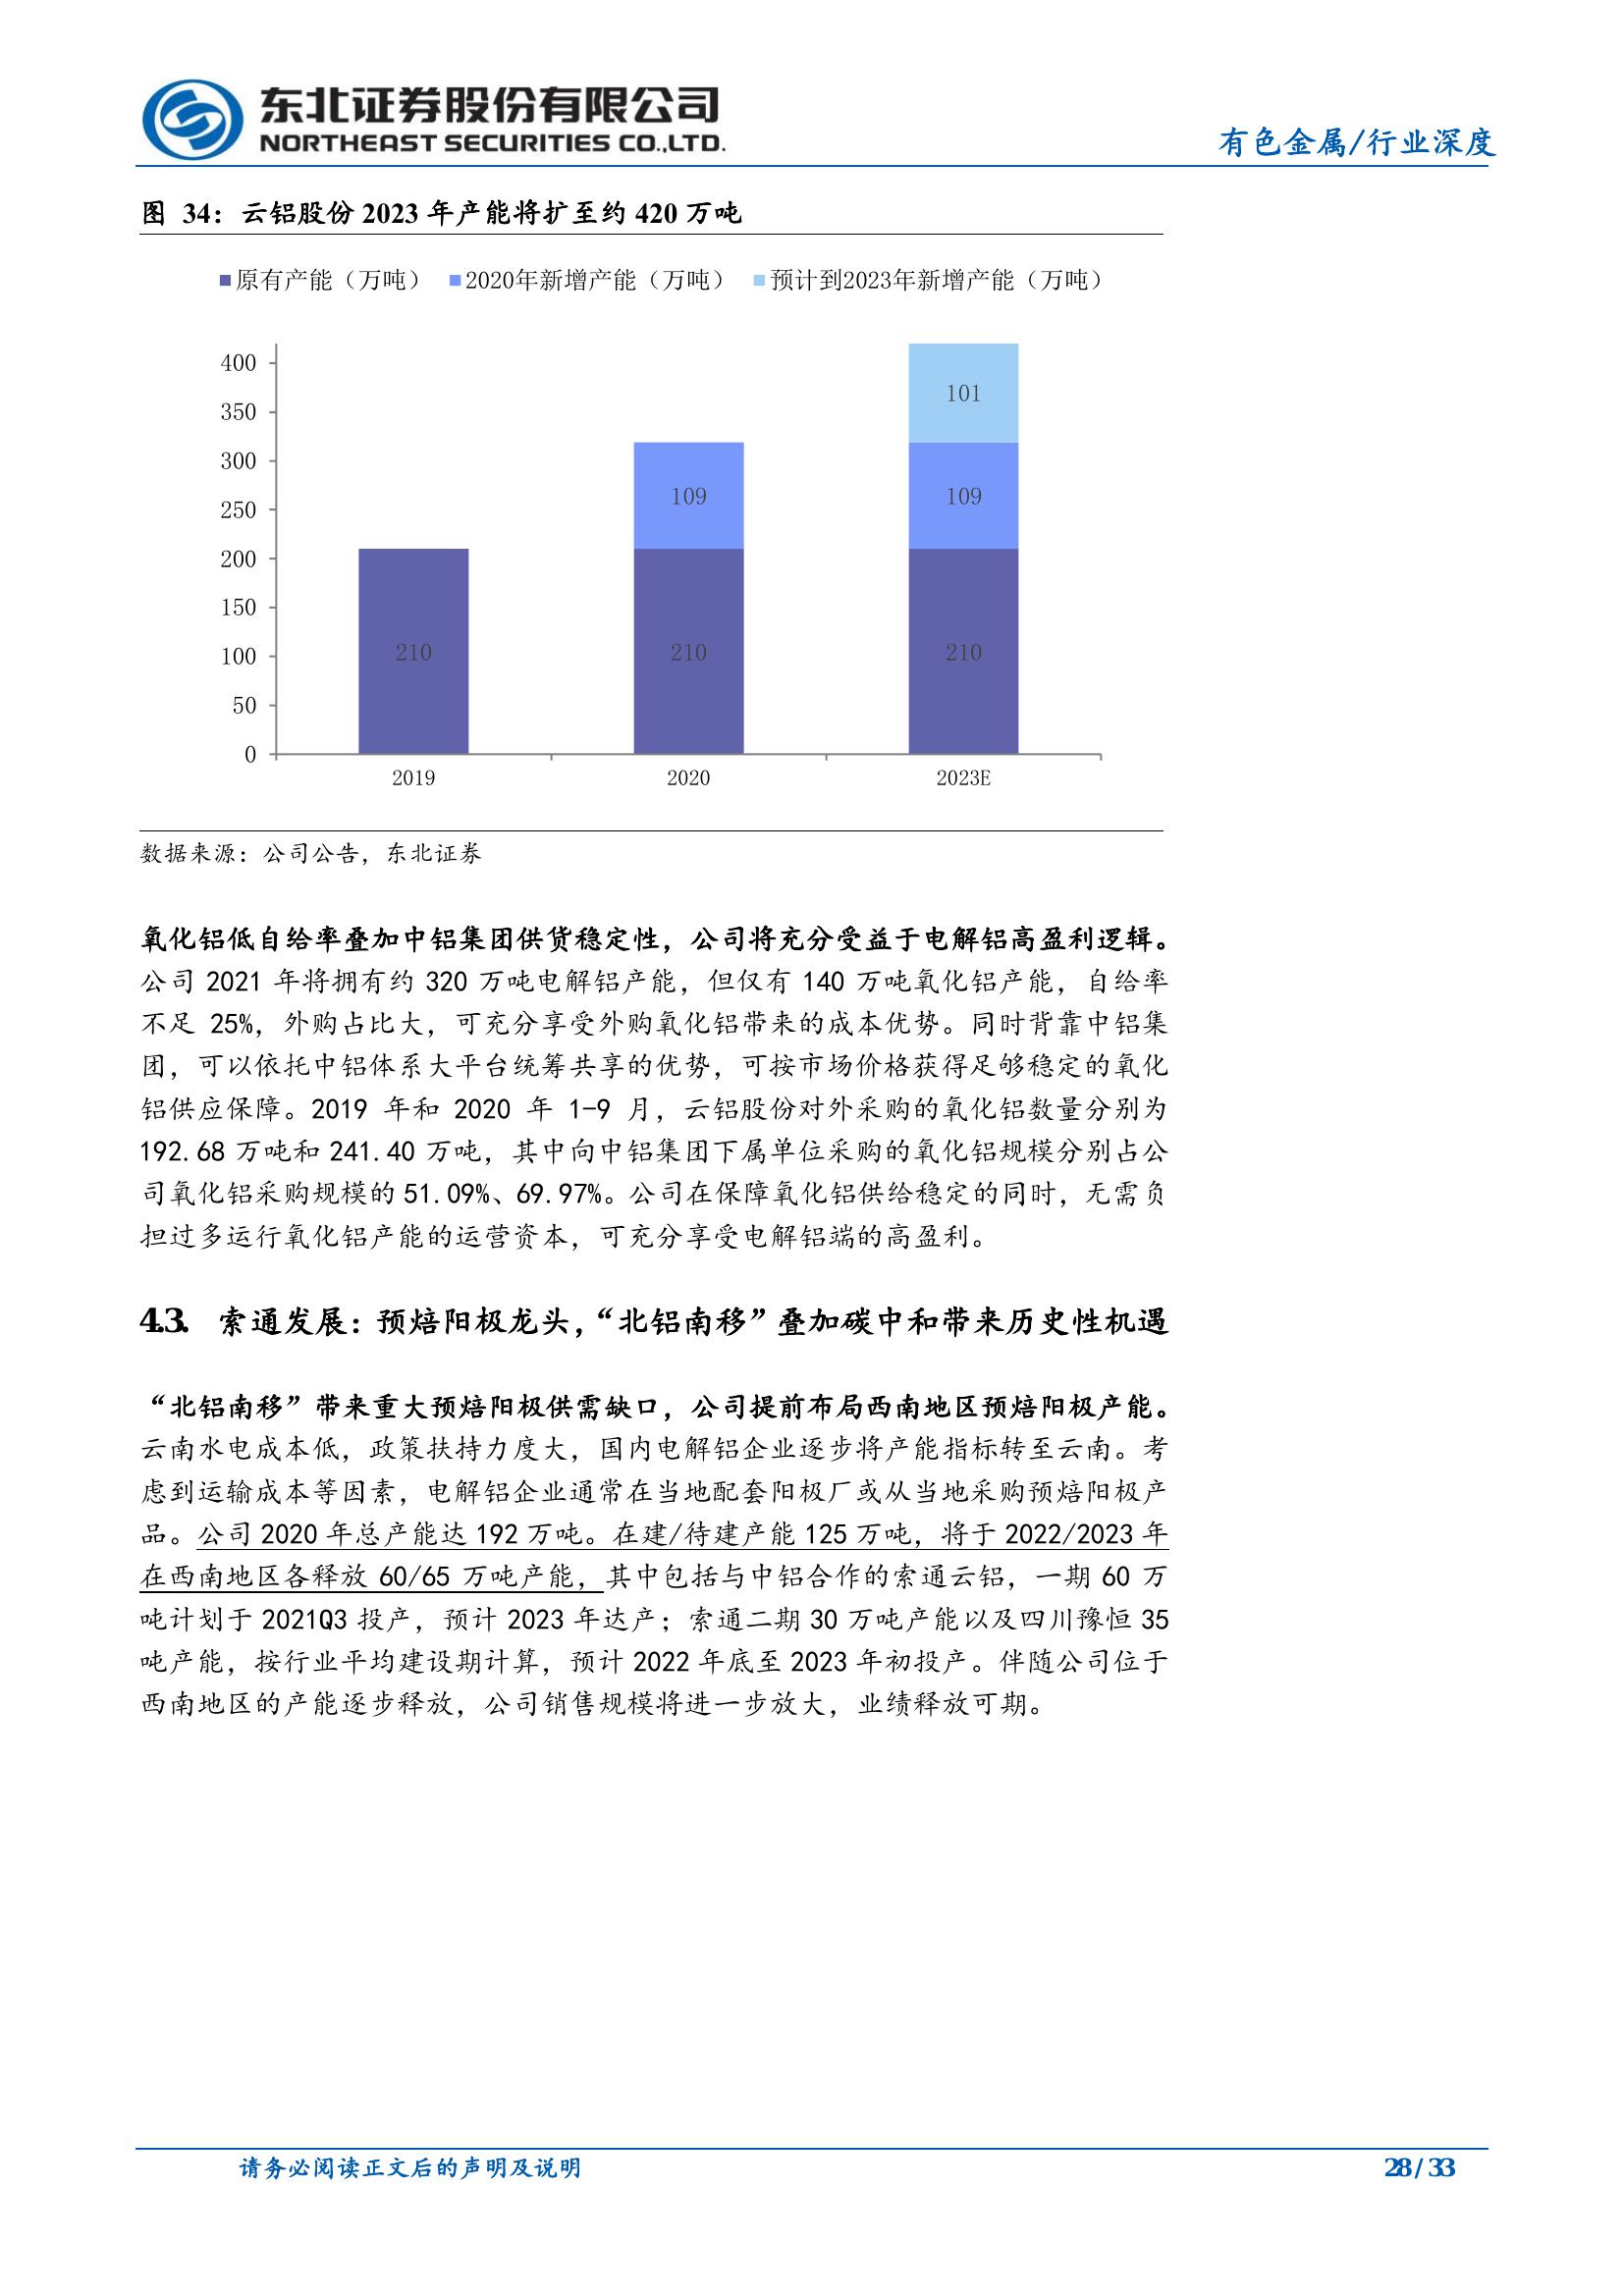 东北证券股份有限公司
NORTHEAST SECURITIES CO.,LTD.
有色金属/行业深度
图 34：云铝股份 2023 年产能将扩至约 420 万吨
原有产能（万吨） 2020年新增产能（万吨） 预计到2023年新增产能（万吨）
400
350
300
250
200
150
100
50
0
101
109
109
210
210
210
2019
2020
2023E
数据来源：公司公告，东北证券
氧化铝低自给率叠加中铝集团供货稳定性，公司将充分受益于电解铝高盈利逻辑。
公司 2021 年将拥有约 320 万吨电解铝产能，但仅有 140 万吨氧化铝产能，自给率
不足 25%，外购占比大，可充分享受外购氧化铝带来的成本优势。同时背靠中铝集
团，可以依托中铝体系大平台统筹共享的优势，可按市场价格获得足够稳定的氧化
铝供应保障。2019 年和 2020 年 1-9 月，云铝股份对外采购的氧化铝数量分别为
192.68 万吨和 241.40 万吨，其中向中铝集团下属单位采购的氧化铝规模分别占公
司氧化铝采购规模的 51.09%、69.97%。公司在保障氧化铝供给稳定的同时，无需负
担过多运行氧化铝产能的运营资本，可充分享受电解铝端的高盈利。
4.3. 索通发展：预焙阳极龙头，“北铝南移”叠加碳中和带来历史性机遇
“北铝南移”带来重大预焙阳极供需缺口，公司提前布局西南地区预焙阳极产能。
云南水电成本低，政策扶持力度大，国内电解铝企业逐步将产能指标转至云南。考
虑到运输成本等因素，电解铝企业通常在当地配套阳极厂或从当地采购预焙阳极产
品。公司 2020 年总产能达 192 万吨。在建/待建产能 125 万吨，将于 2022/2023 年
在西南地区各释放 60/65 万吨产能，其中包括与中铝合作的索通云铝，一期 60 万
吨计划于 2021Q3 投产，预计 2023 年达产；索通二期 30 万吨产能以及四川豫恒 35
吨产能，按行业平均建设期计算，预计 2022 年底至 2023 年初投产。伴随公司位于
西南地区的产能逐步释放，公司销售规模将进一步放大，业绩释放可期。
请务必阅读正文后的声明及说明
28 / 33